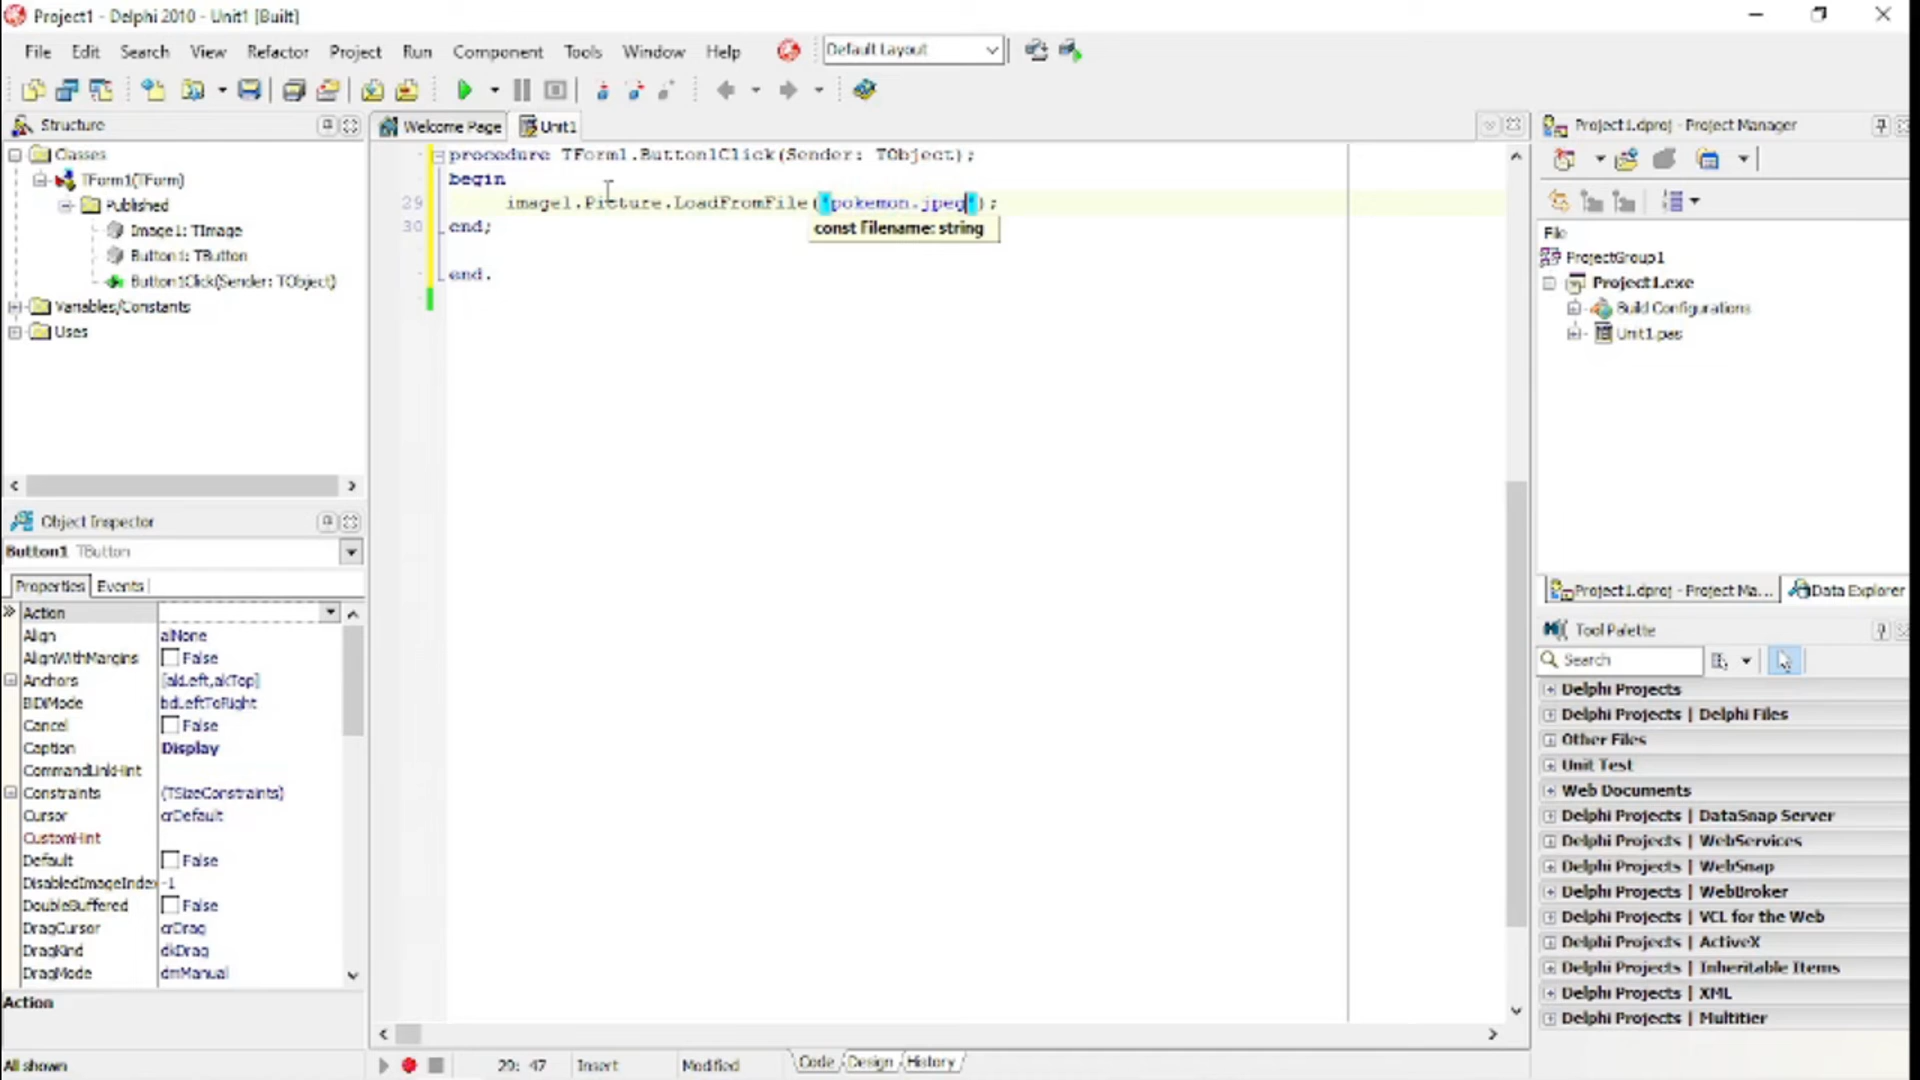 Project1 - Delphi 2010 - Unit1 [Built]
File Edit Search View Refactor Project Run Component Tools Window Help Default Layout
Structure
Welcome Page Unit1
Project1.dproj - Project Manager
Classes
TForm1(TForm)
Published
Image1: TImage
Button1: TButton
Button1Click(Sender: TObject)
Variables/Constants
Uses
procedure TForm1.Button1Click(Sender: TObject);
begin
29 image1.Picture.LoadFromFile('pokemon.jpeg');
30 end;
const Filename: string
end.
File
ProjectGroup1
Project1.exe
Build Configurations
Unit1.pas
Object Inspector
Button1 TButton
Properties Events
Action
Align alNone
AlignWithMargins False
Anchors [akLeft,akTop]
BiDiMode bdLeftToRight
Cancel False
Caption Display
CommandLinkHint
Constraints (TSizeConstraints)
Cursor crDefault
CustomHint
Default False
DisabledImageIndex -1
DoubleBuffered False
DragCursor crDrag
DragKind dkDrag
DragMode dmManual
Action
All shown
Project1.dproj - Project Ma... Data Explorer
Tool Palette
Search
Delphi Projects
Delphi Projects | Delphi Files
Other Files
Unit Test
Web Documents
Delphi Projects | DataSnap Server
Delphi Projects | WebServices
Delphi Projects | WebSnap
Delphi Projects | WebBroker
Delphi Projects | VCL for the Web
Delphi Projects | ActiveX
Delphi Projects | Inheritable Items
Delphi Projects | XML
Delphi Projects | Multitier
29: 47 Insert Modified Code Design History